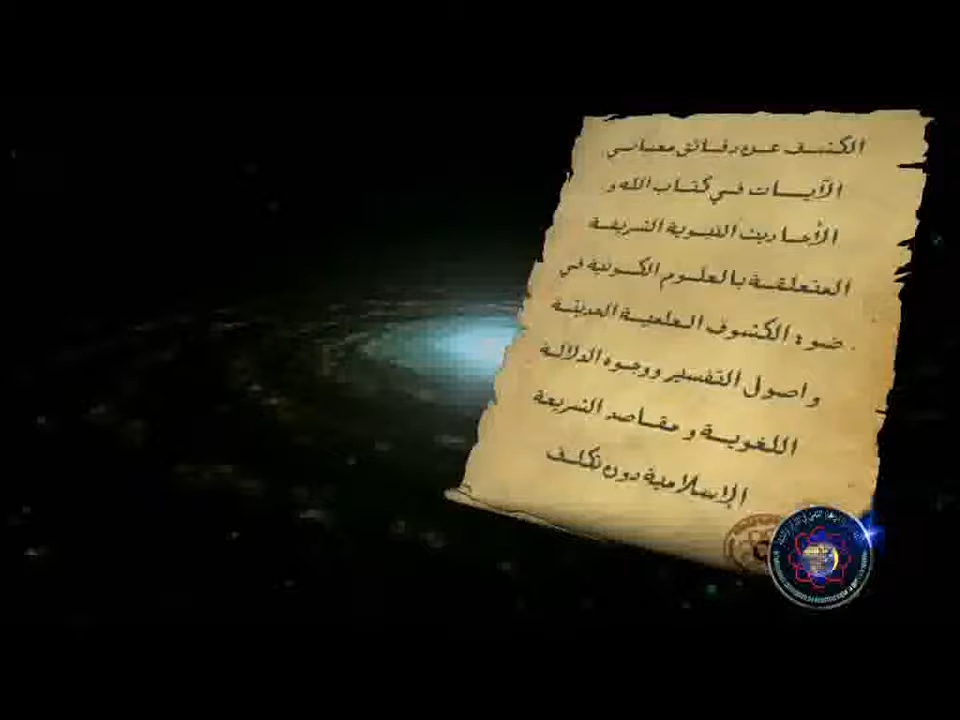 الكشف عن دقائق معاني
الآيات في كتاب الله و
الأحاديث النبوية الشريفة
المتعلقة بالعلوم الكونية في
ضوء الكشوف العلمية الحديثة
و اصول التفسير ووجوه الدلالة
اللغوية و مقاصد الشريعة
الإسلامية دون تكلف